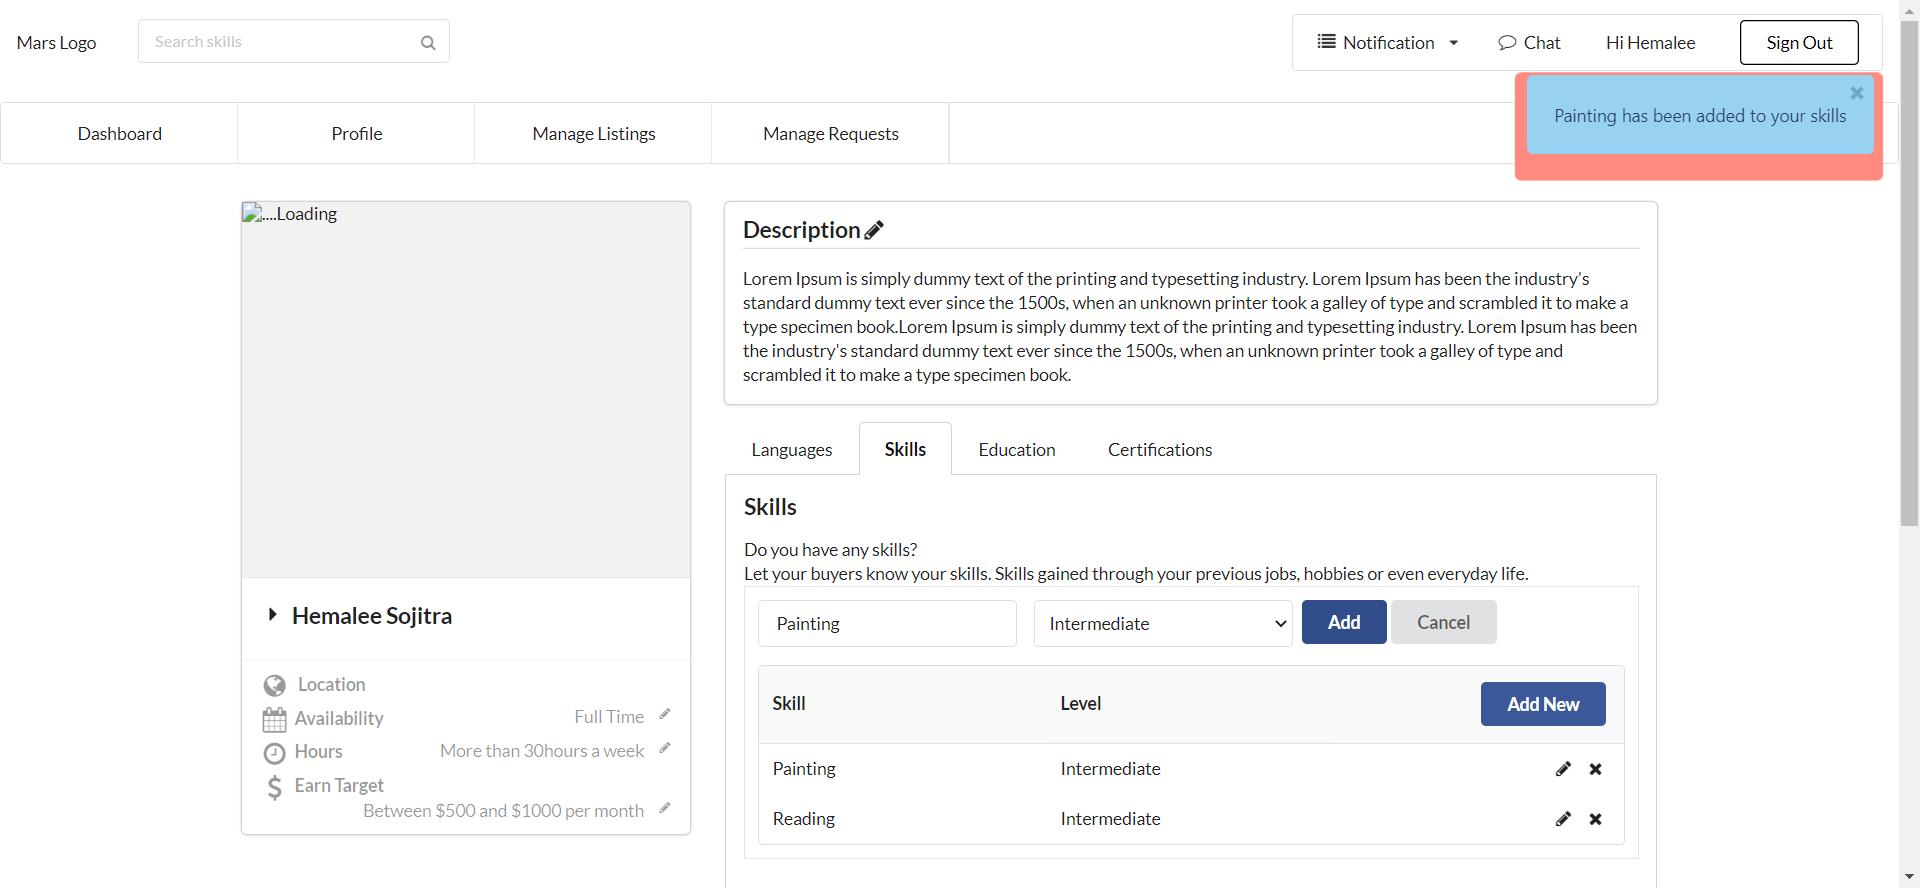 Mars Logo
Search skills
Notification
Chat
Hi Hemalee
Sign Out
Painting has been added to your skills
Dashboard
Profile
Manage Listings
Manage Requests
....Loading
Hemalee Sojitra
Location
Availability
Full Time
Hours
More than 30hours a week
Earn Target
Between $500 and $1000 per month
Description
Lorem Ipsum is simply dummy text of the printing and typesetting industry. Lorem Ipsum has been the industry's
standard dummy text ever since the 1500s, when an unknown printer took a galley of type and scrambled it to make a
type specimen book.Lorem Ipsum is simply dummy text of the printing and typesetting industry. Lorem Ipsum has been
the industry's standard dummy text ever since the 1500s, when an unknown printer took a galley of type and
scrambled it to make a type specimen book.
Languages
Skills
Education
Certifications
Skills
Do you have any skills?
Let your buyers know your skills. Skills gained through your previous jobs, hobbies or even everyday life.
Painting
Intermediate
Add
Cancel
Skill
Level
Add New
Painting
Intermediate
Reading
Intermediate